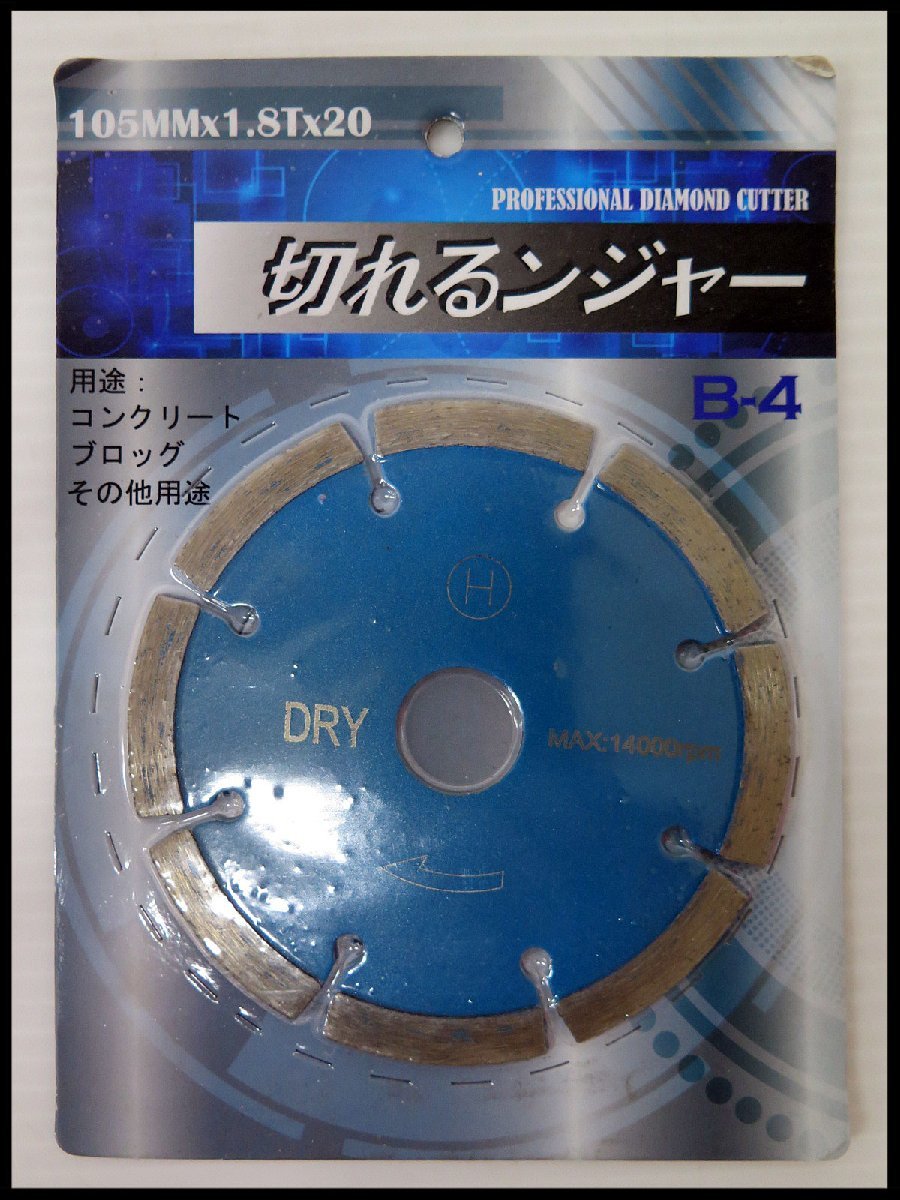 105MMx1.8Tx20
PROFESSIONAL DIAMOND CUTTER
切れるンジャー
B-4
用途：
コンクリート
ブロッグ
その他用途
H
DRY
MAX:14000rpm